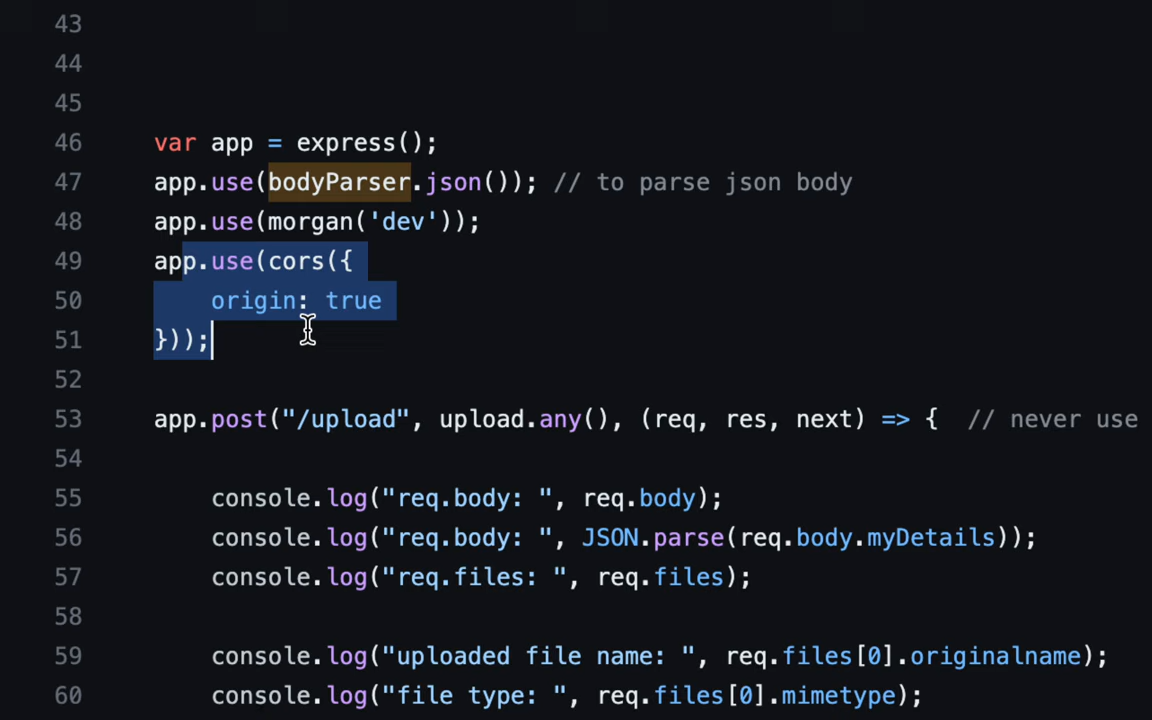 43
44
45
46 var app = express();
47 app.use(bodyParser.json()); // to parse json body
48 app.use(morgan('dev'));
49 app.use(cors({
50     origin: true
51 }));
52
53 app.post("/upload", upload.any(), (req, res, next) => {  // never use
54
55     console.log("req.body: ", req.body);
56     console.log("req.body: ", JSON.parse(req.body.myDetails));
57     console.log("req.files: ", req.files);
58
59     console.log("uploaded file name: ", req.files[0].originalname);
60     console.log("file type: ", req.files[0].mimetype);